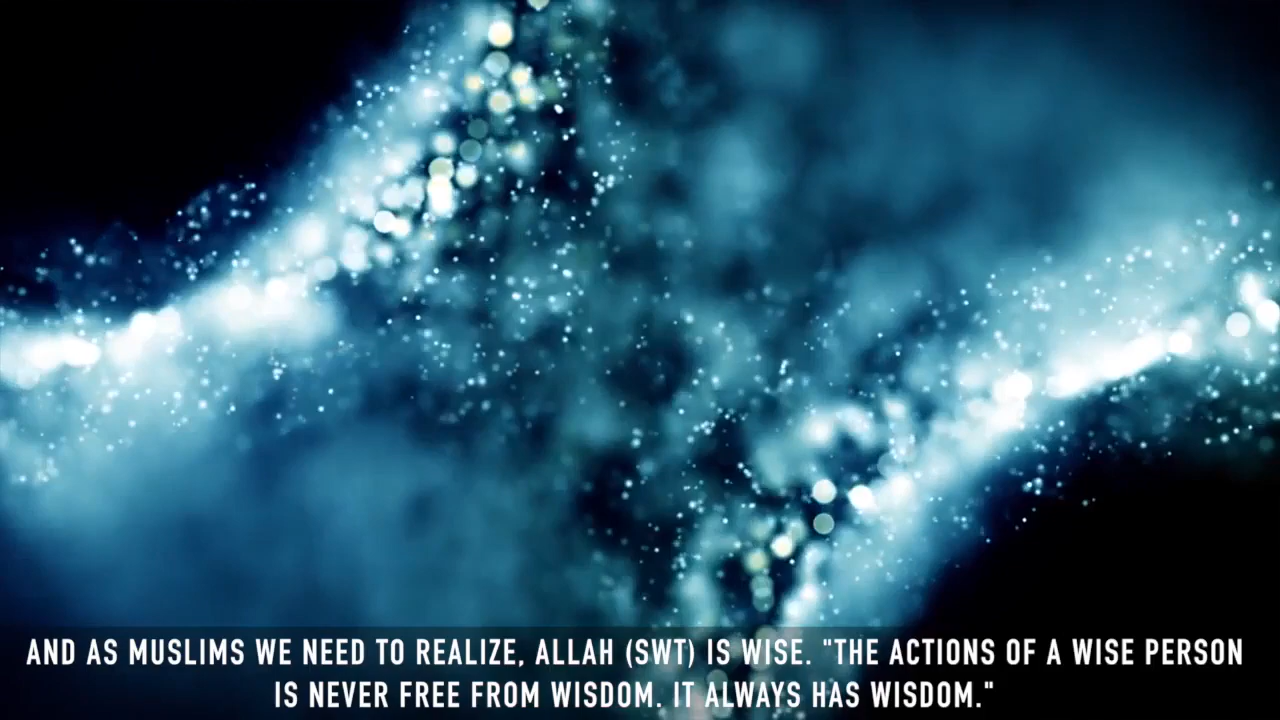 AND AS MUSLIMS WE NEED TO REALIZE, ALLAH (SWT) IS WISE. "THE ACTIONS OF A WISE PERSON
IS NEVER FREE FROM WISDOM. IT ALWAYS HAS WISDOM."